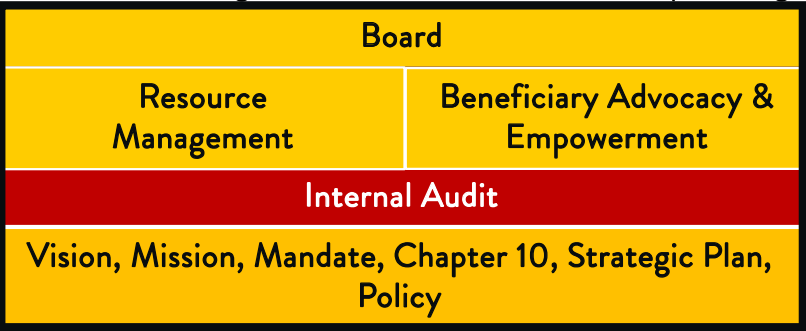 Board
Resource
Management
Beneficiary Advocacy &
Empowerment
Internal Audit
Vision, Mission, Mandate, Chapter 10, Strategic Plan,
Policy